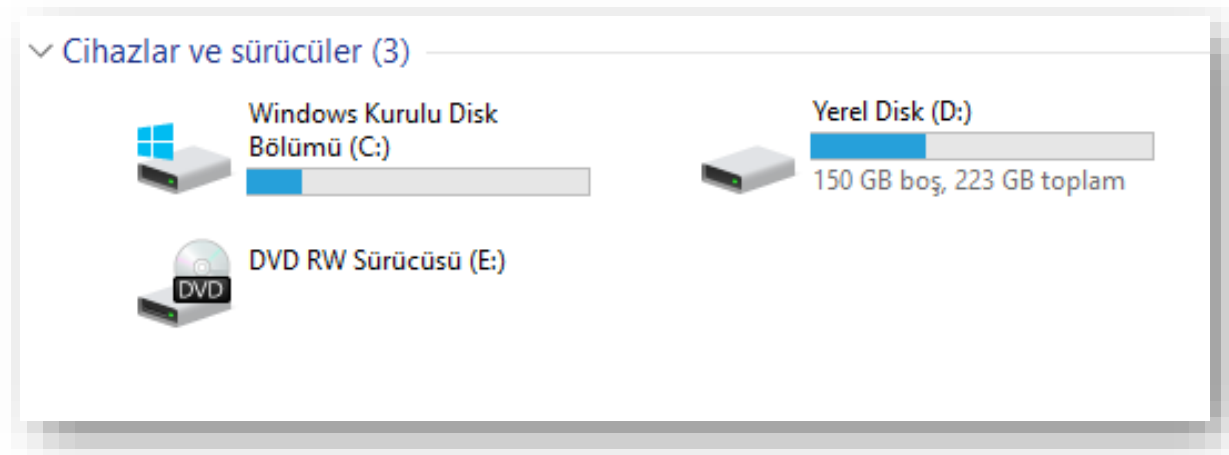 Cihazlar ve sürücüler (3)
Windows Kurulu Disk
Bölümü (C:)
Yerel Disk (D:)
150 GB boş, 223 GB toplam
DVD RW Sürücüsü (E:)
DVD